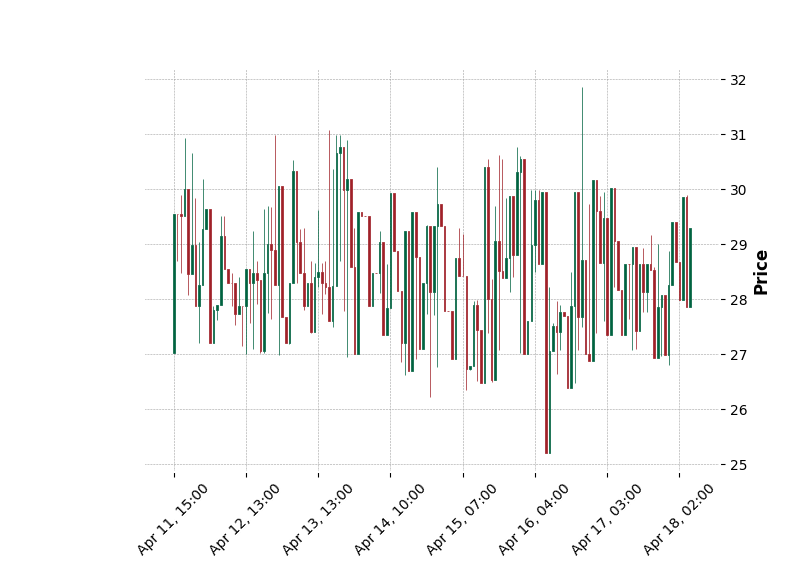 32
31
30
29
28
27
26
25
Price
Apr 11, 15:00
Apr 12, 13:00
Apr 13, 13:00
Apr 14, 10:00
Apr 15, 07:00
Apr 16, 04:00
Apr 17, 03:00
Apr 18, 02:00